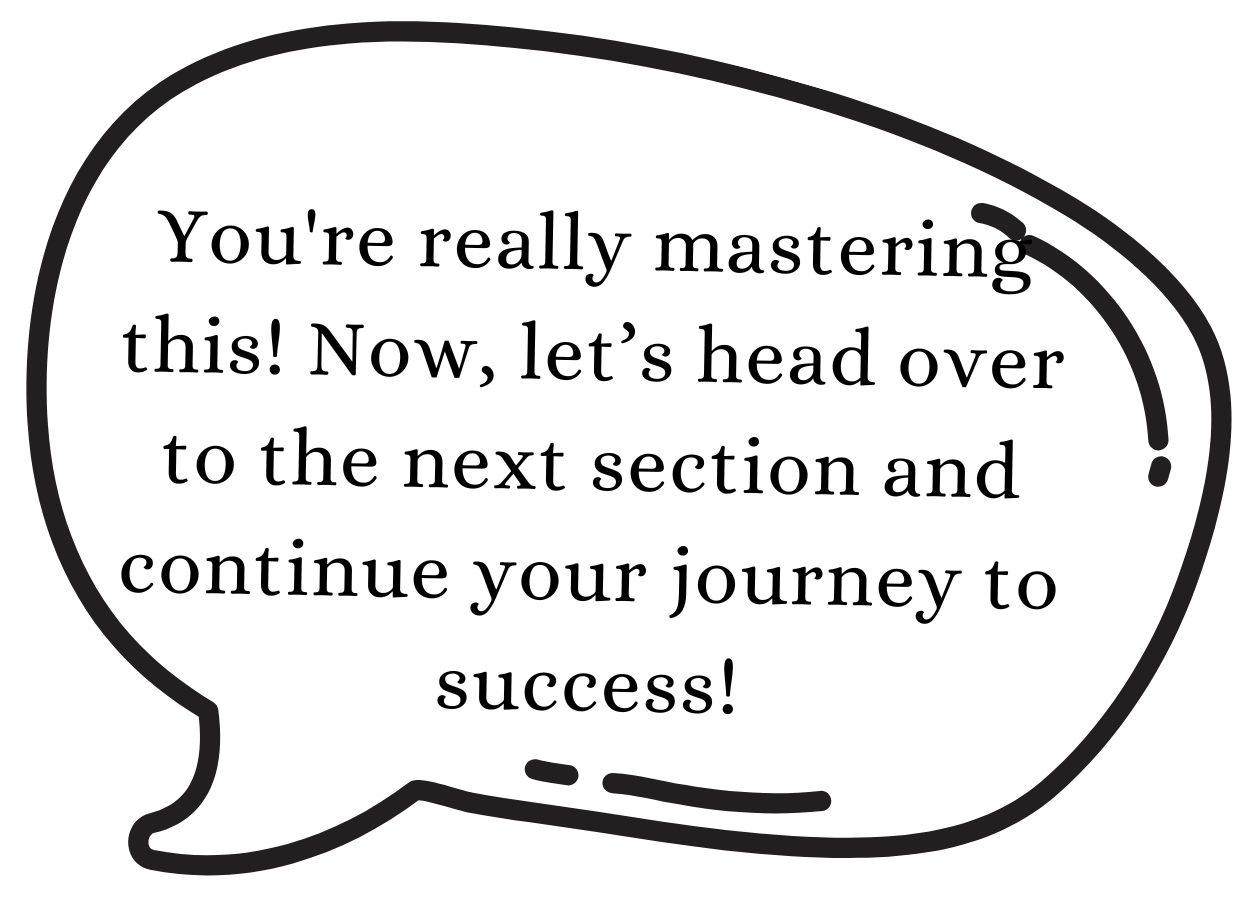 You're really mastering
this! Now, let’s head over
to the next section and
continue your journey to
success!